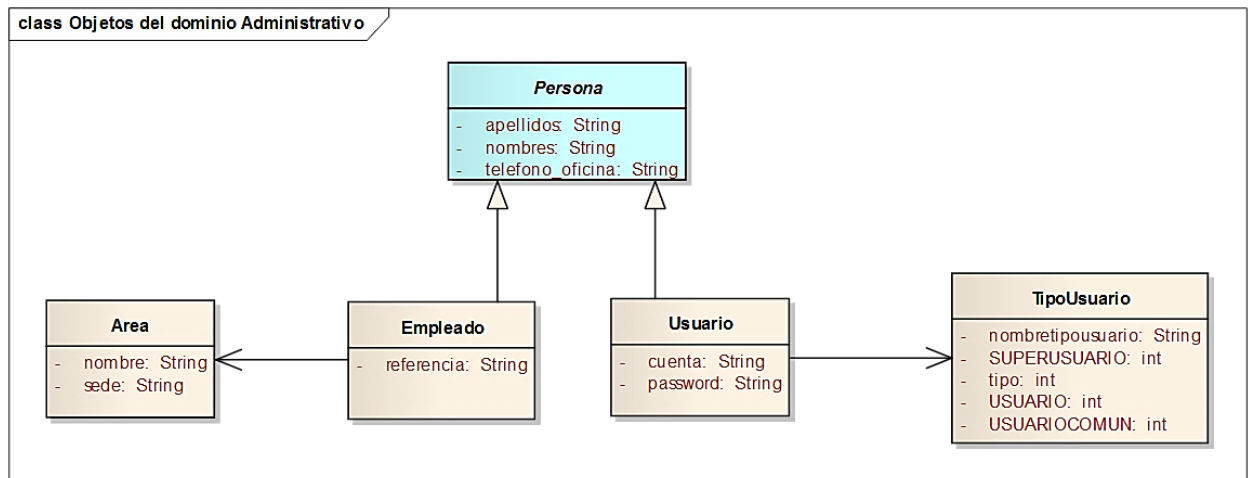 class Objetos del dominio Administrativo
Persona
- apellidos: String
- nombres: String
- telefono_oficina: String
Area
- nombre: String
- sede: String
Empleado
- referencia: String
Usuario
- cuenta: String
- password: String
TipoUsuario
- nombretipousuario: String
- SUPERUSUARIO: int
- tipo: int
- USUARIO: int
- USUARIOCOMUN: int